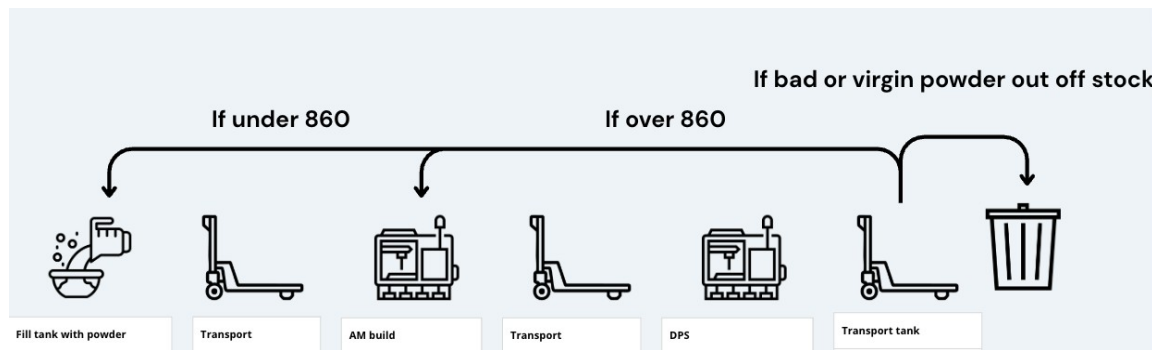 If bad or virgin powder out off stock
If under 860
If over 860
Fill tank with powder
Transport
AM build
Transport
DPS
Transport tank